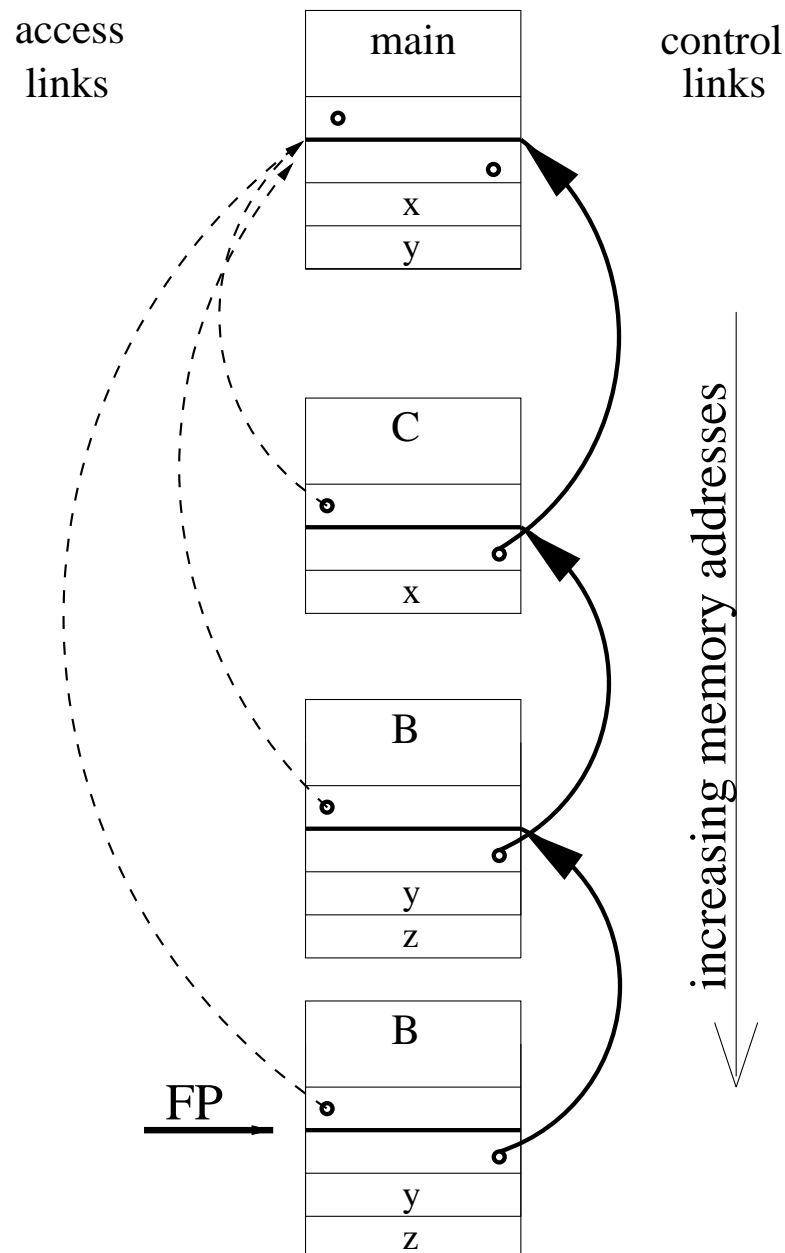 access
links
main
control
links
x
y
C
x
increasing memory addresses
B
y
z
B
FP
y
z